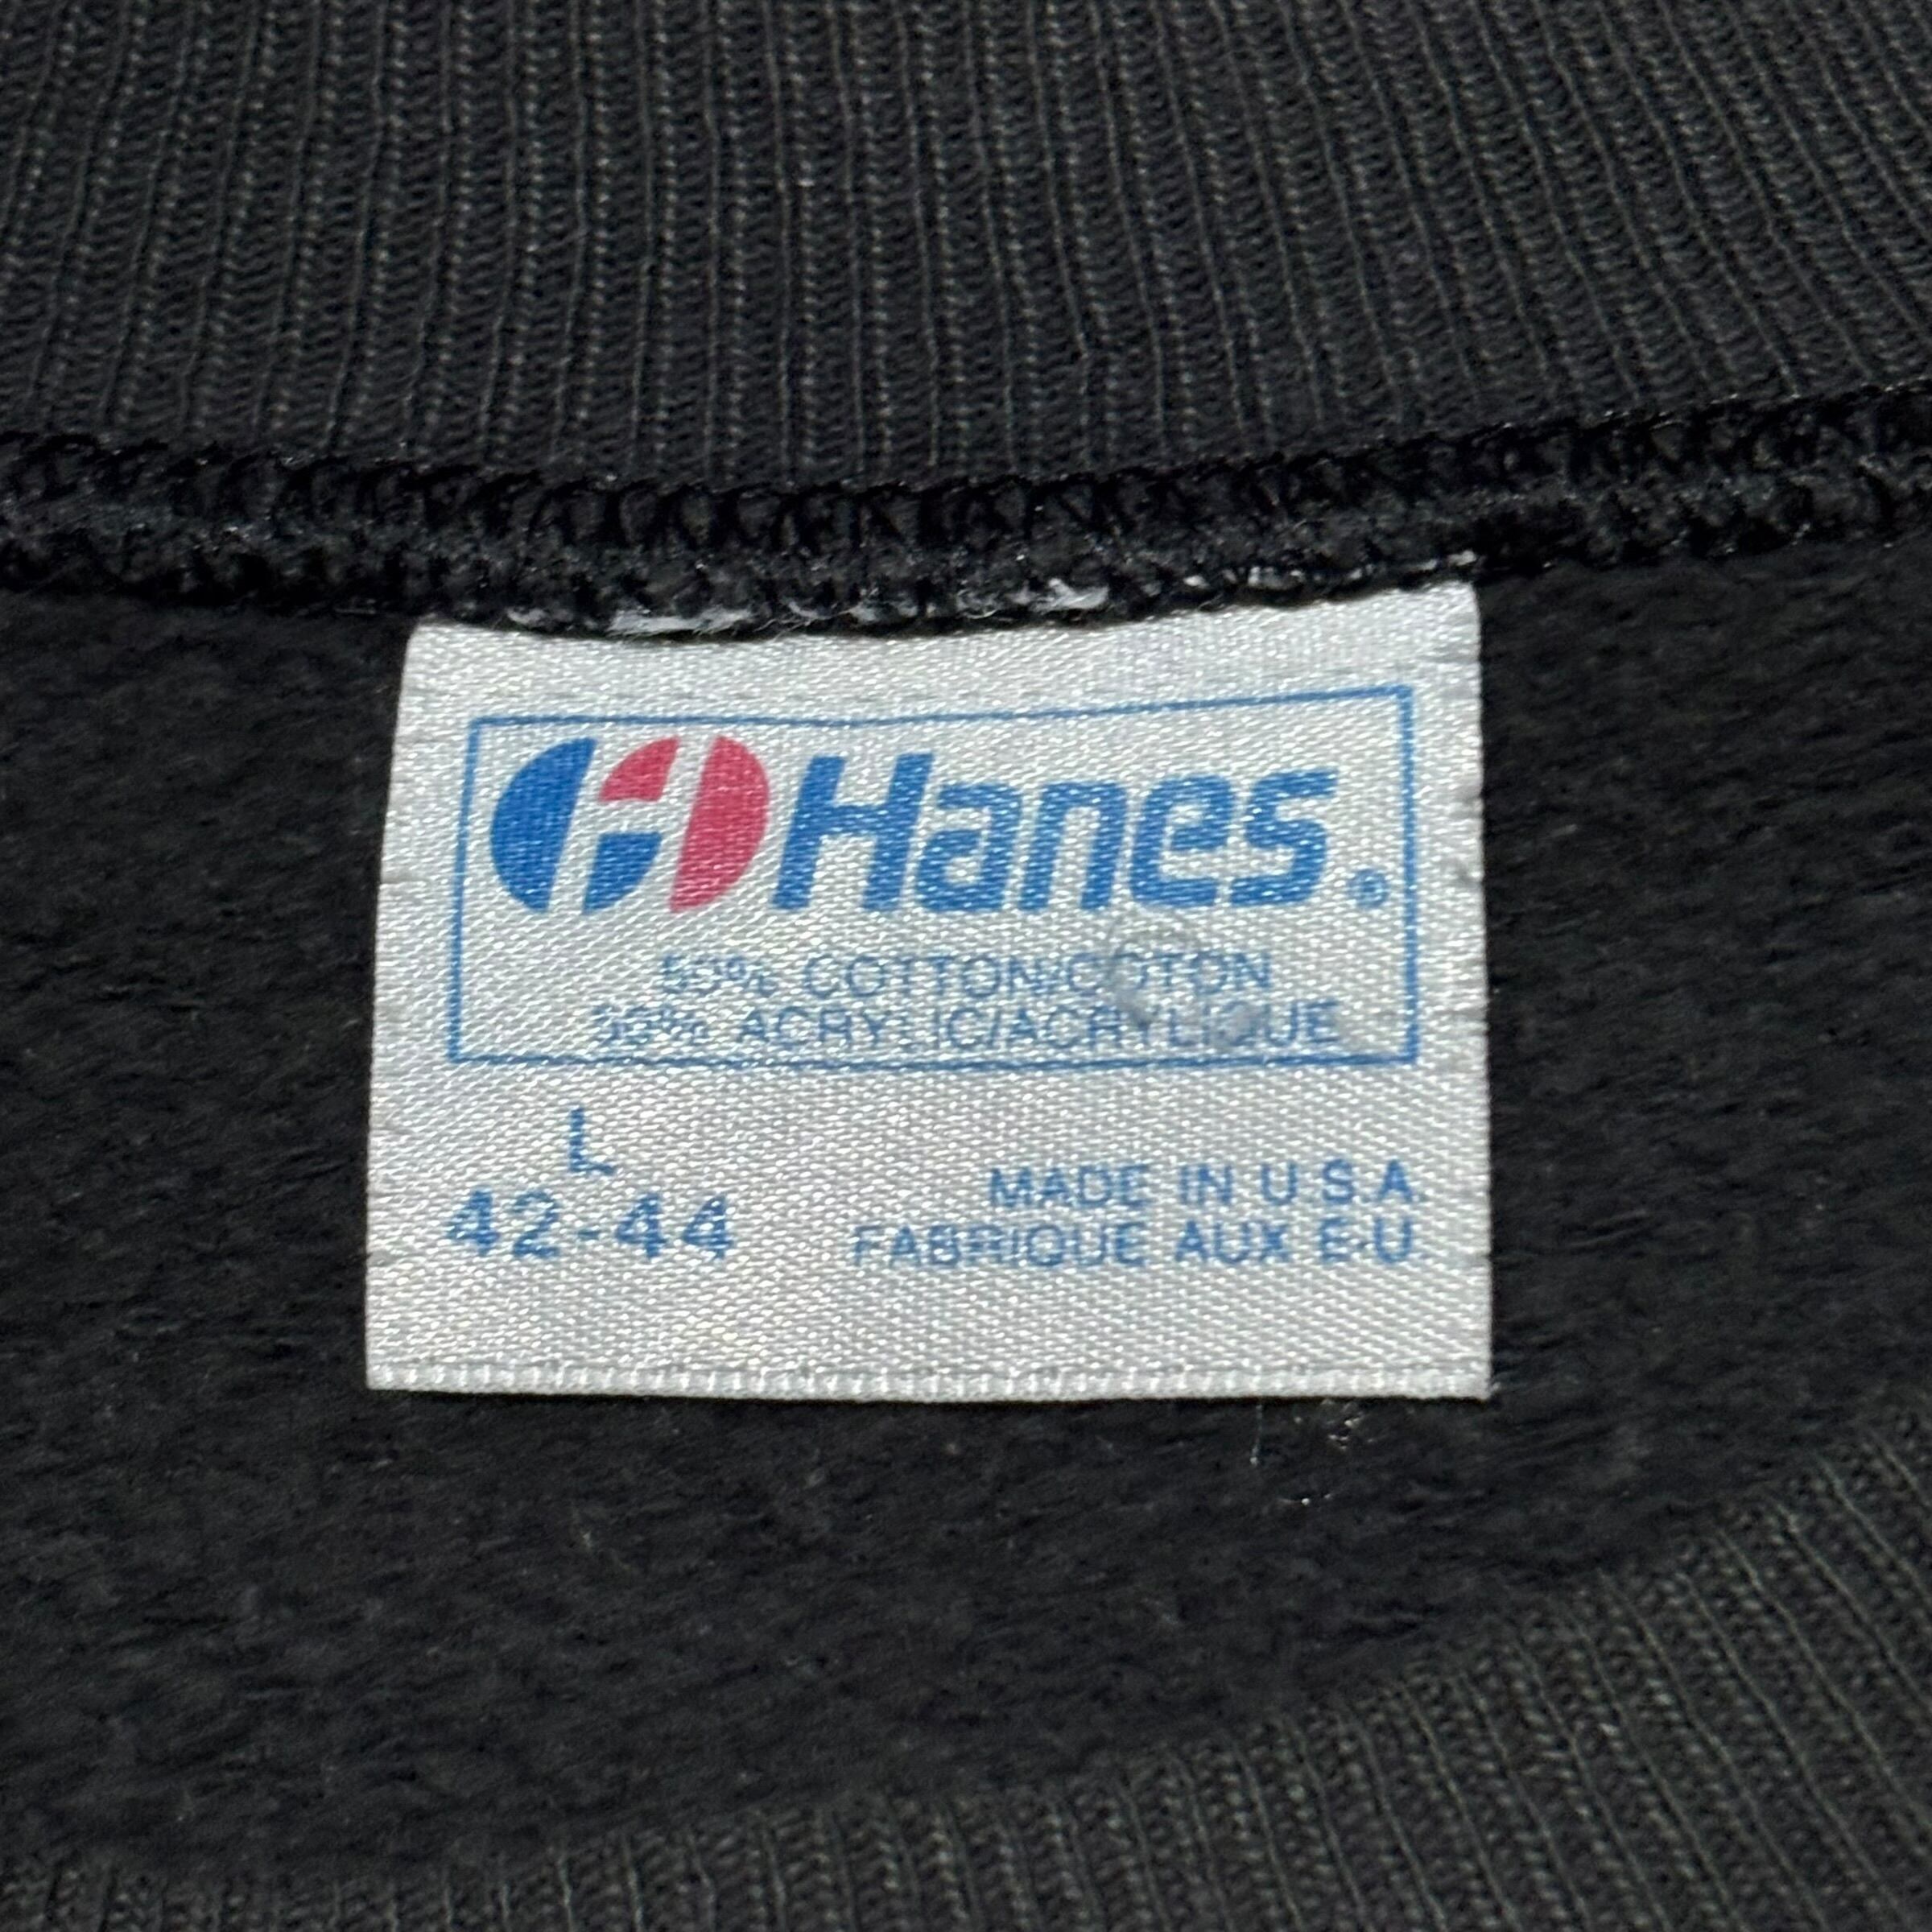 Hanes®
50% COTTON/COTON
50% ACRYLIC/ACRYLIQUE
L
42-44
MADE IN U.S.A.
FABRIQUE AUX E.U.